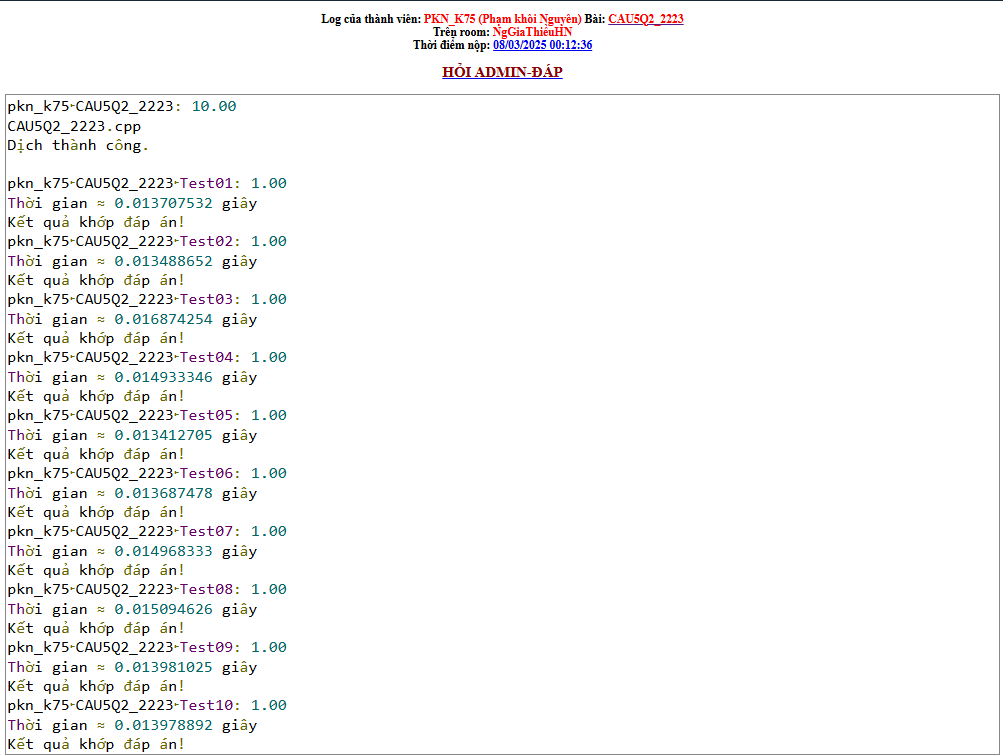 Log của thành viên: PKN_K75 (Phạm khôi Nguyên) Bài: CAU5Q2_2223
Trên room: NgGiaThiềuHN
Thời điểm nộp: 08/03/2025 00:12:36
HỎI ADMIN-ĐÁP
pkn_k75‣CAU5Q2_2223: 10.00
CAU5Q2_2223.cpp
Dịch thành công.
pkn_k75‣CAU5Q2_2223‣Test01: 1.00
Thời gian ≈ 0.013707532 giây
Kết quả khớp đáp án!
pkn_k75‣CAU5Q2_2223‣Test02: 1.00
Thời gian ≈ 0.013488652 giây
Kết quả khớp đáp án!
pkn_k75‣CAU5Q2_2223‣Test03: 1.00
Thời gian ≈ 0.016874254 giây
Kết quả khớp đáp án!
pkn_k75‣CAU5Q2_2223‣Test04: 1.00
Thời gian ≈ 0.014933346 giây
Kết quả khớp đáp án!
pkn_k75‣CAU5Q2_2223‣Test05: 1.00
Thời gian ≈ 0.013412705 giây
Kết quả khớp đáp án!
pkn_k75‣CAU5Q2_2223‣Test06: 1.00
Thời gian ≈ 0.013687478 giây
Kết quả khớp đáp án!
pkn_k75‣CAU5Q2_2223‣Test07: 1.00
Thời gian ≈ 0.014968333 giây
Kết quả khớp đáp án!
pkn_k75‣CAU5Q2_2223‣Test08: 1.00
Thời gian ≈ 0.015094626 giây
Kết quả khớp đáp án!
pkn_k75‣CAU5Q2_2223‣Test09: 1.00
Thời gian ≈ 0.013981025 giây
Kết quả khớp đáp án!
pkn_k75‣CAU5Q2_2223‣Test10: 1.00
Thời gian ≈ 0.013978892 giây
Kết quả khớp đáp án!